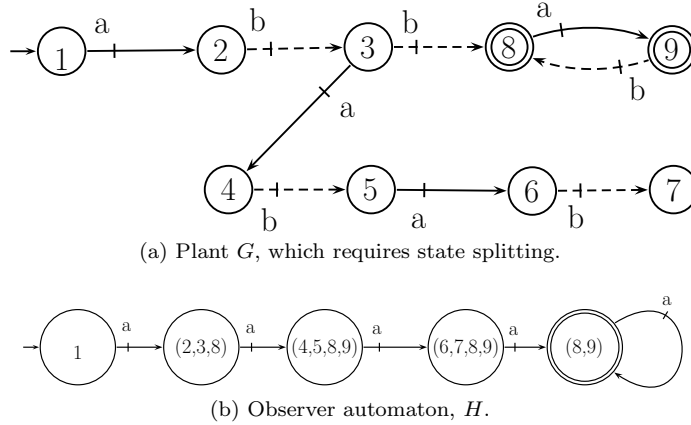 a b b a
1 2 3 8 9
a b
4 5 6 7
b a b
(a) Plant G, which requires state splitting.
a a a a a
1 (2,3,8) (4,5,8,9) (6,7,8,9) (8,9)
(b) Observer automaton, H.